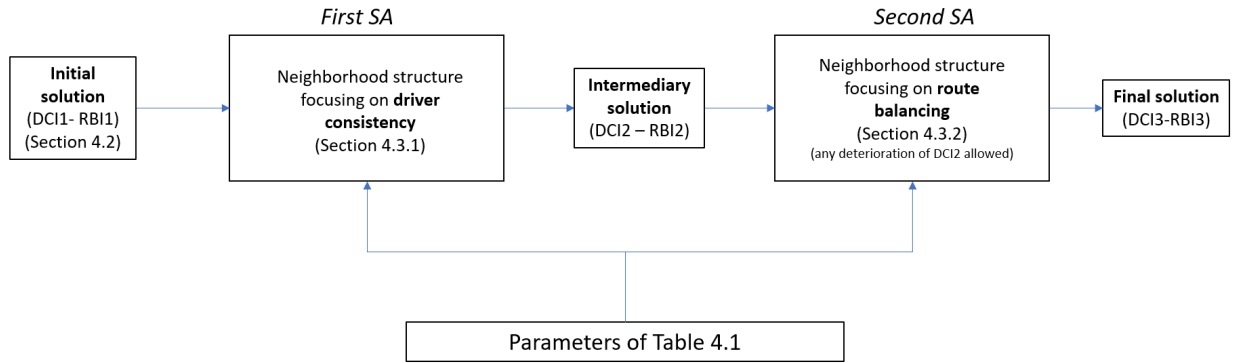 First SA
Second SA
Initial
solution
(DCI1- RBI1)
(Section 4.2)
Neighborhood structure
focusing on driver
consistency
(Section 4.3.1)
Intermediary
solution
(DCI2 – RBI2)
Neighborhood structure
focusing on route
balancing
(Section 4.3.2)
(any deterioration of DCI2 allowed)
Final solution
(DCI3-RBI3)
Parameters of Table 4.1